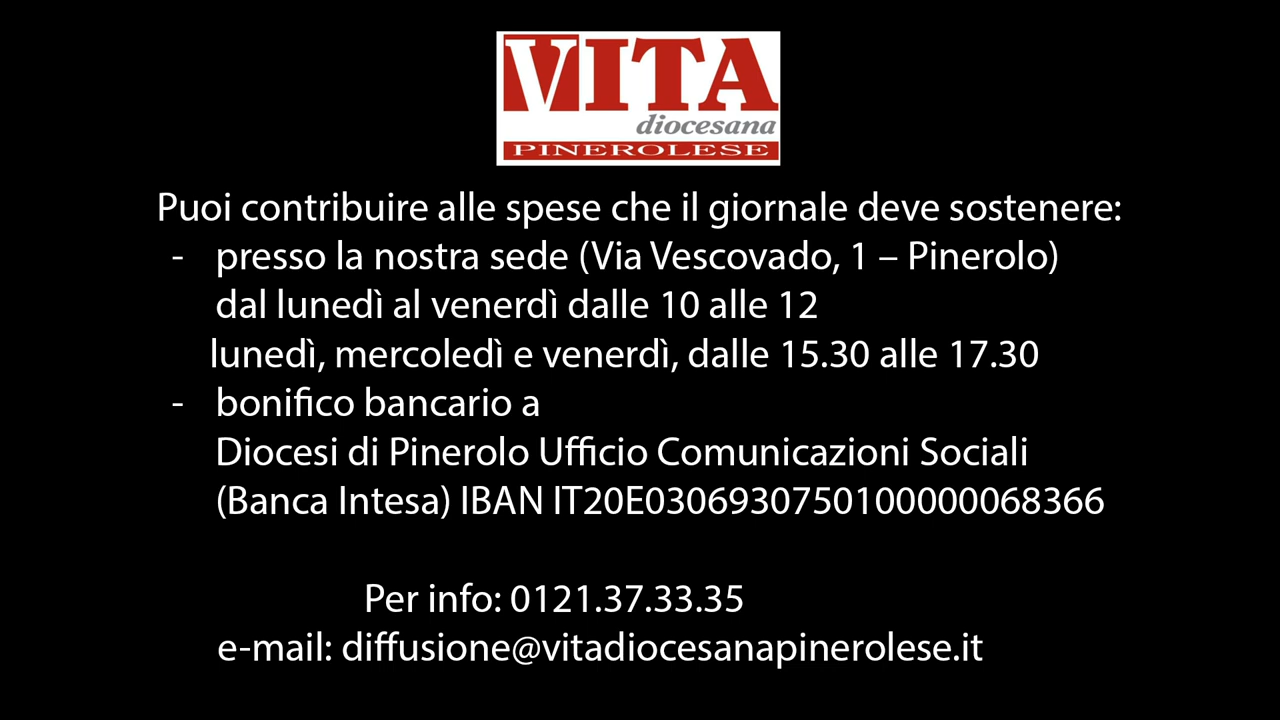 VITA
diocesana
PINEROLESE
Puoi contribuire alle spese che il giornale deve sostenere:
- presso la nostra sede (Via Vescovado, 1 – Pinerolo)
dal lunedì al venerdì dalle 10 alle 12
lunedì, mercoledì e venerdì, dalle 15.30 alle 17.30
- bonifico bancario a
Diocesi di Pinerolo Ufficio Comunicazioni Sociali
(Banca Intesa) IBAN IT20E0306930750100000068366
Per info: 0121.37.33.35
e-mail: diffusione@vitadiocesanapinerolese.it